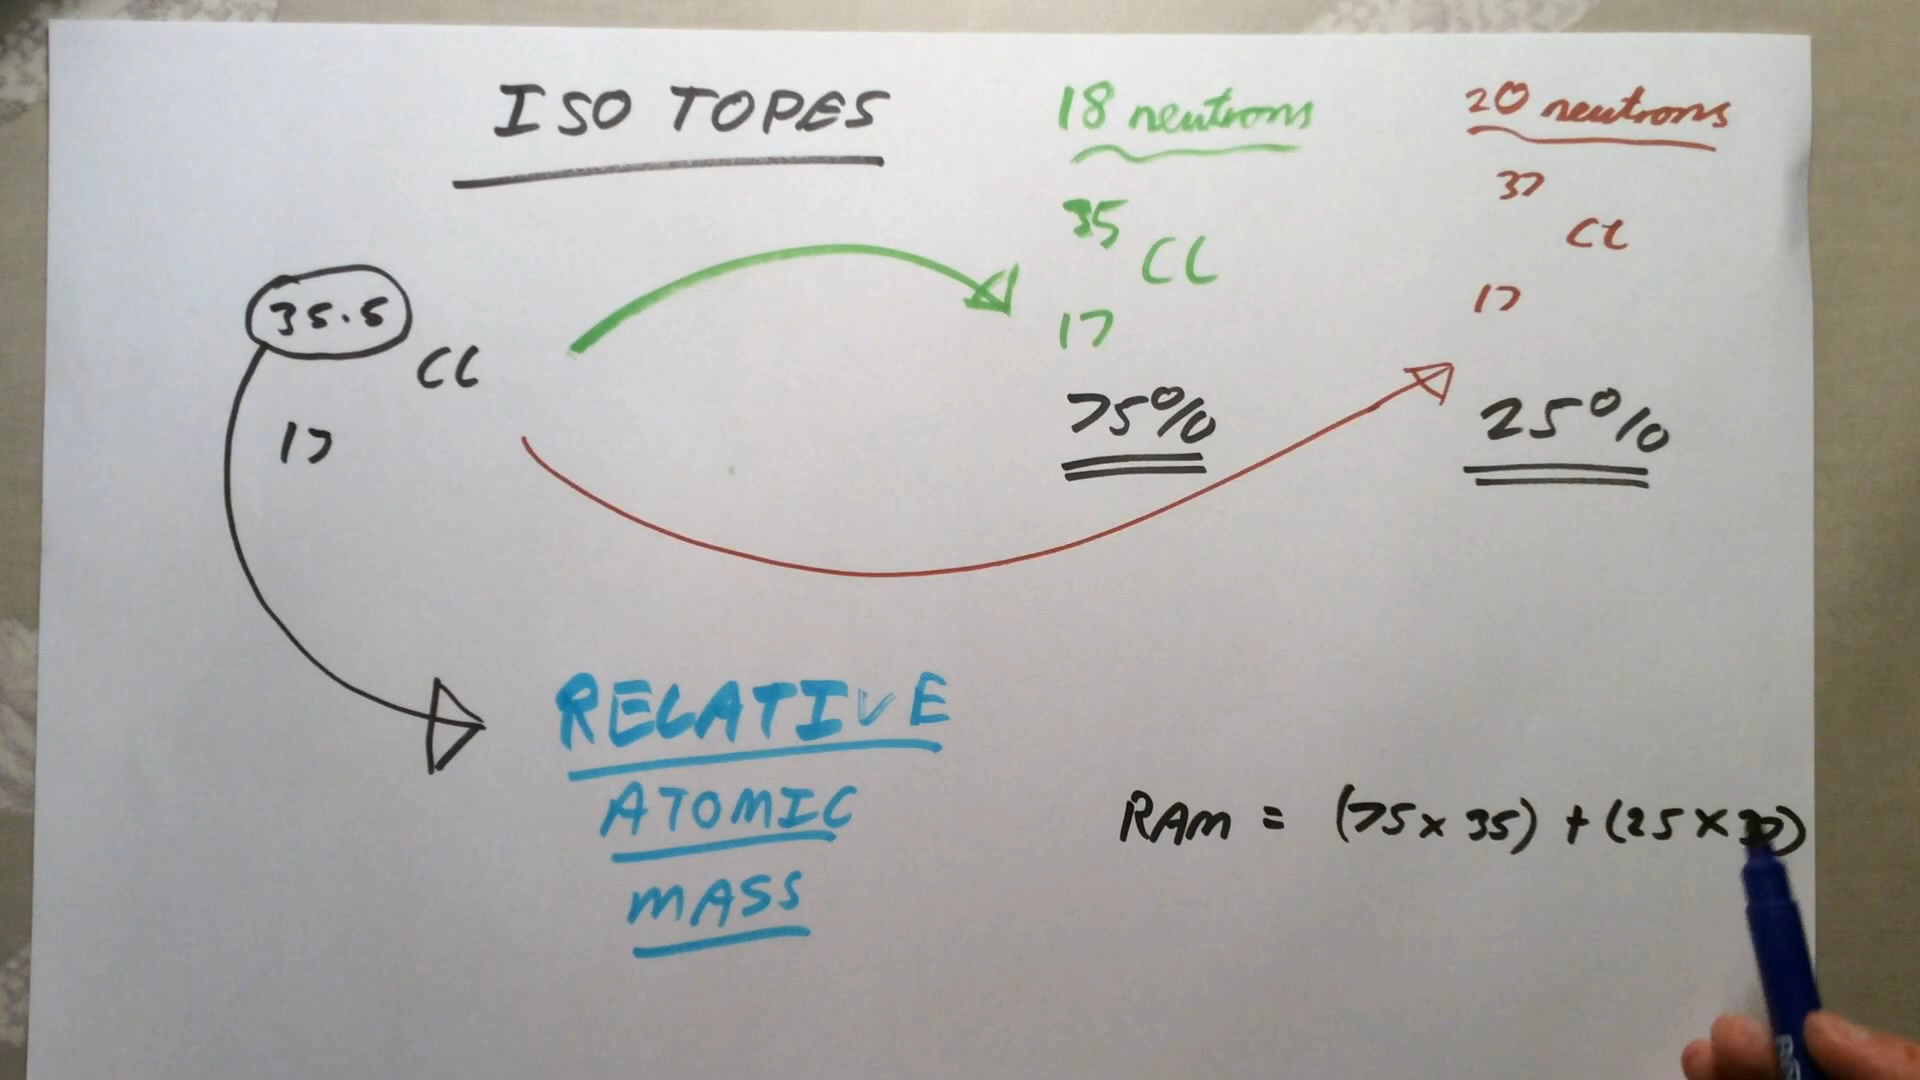 ISOTOPES
18 neutrons
20 neutrons
35
Cl
17
75%
37
Cl
17
25%
35.5
Cl
17
RELATIVE
ATOMIC
MASS
RAM = (75 x 35) + (25 x 37)